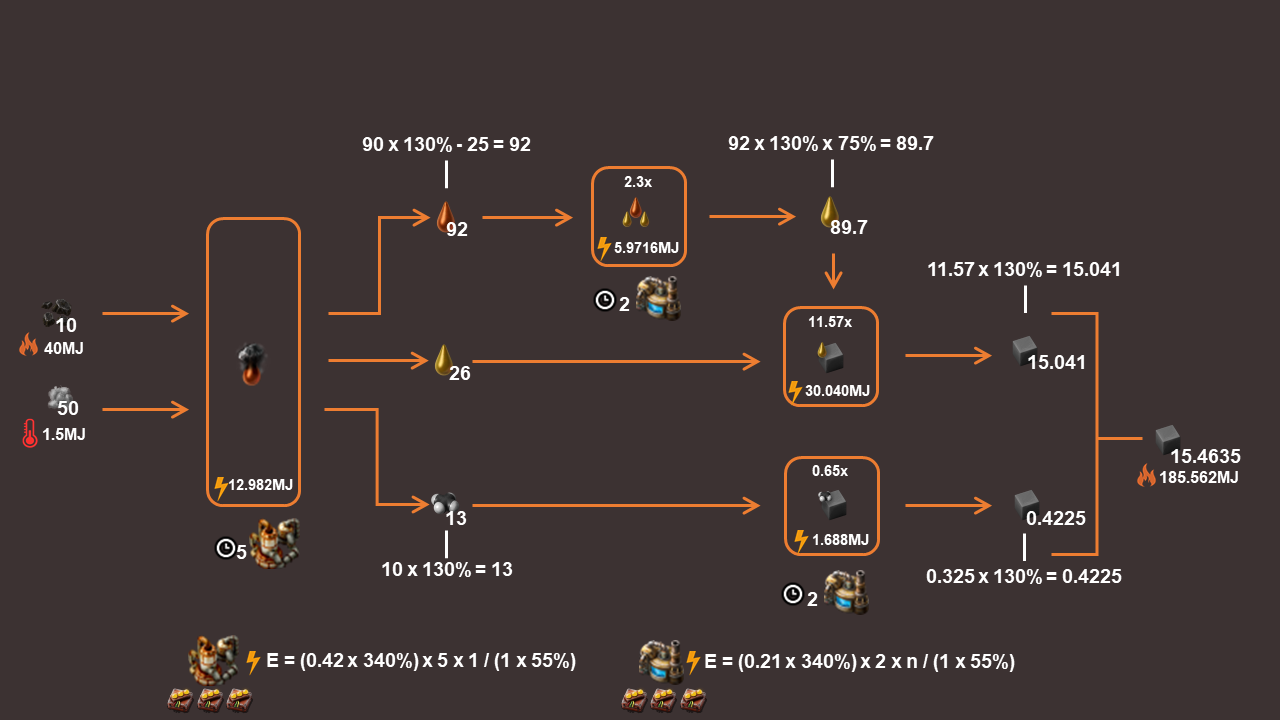 90 x 130% - 25 = 92
92 x 130% x 75% = 89.7
2.3x
92
5.9716MJ
89.7
2
11.57 x 130% = 15.041
10
40MJ
11.57x
15.041
26
30.040MJ
50
1.5MJ
15.4635
185.562MJ
0.65x
12.982MJ
13
0.4225
1.688MJ
5
10 x 130% = 13
0.325 x 130% = 0.4225
2
E = (0.42 x 340%) x 5 x 1 / (1 x 55%)
E = (0.21 x 340%) x 2 x n / (1 x 55%)